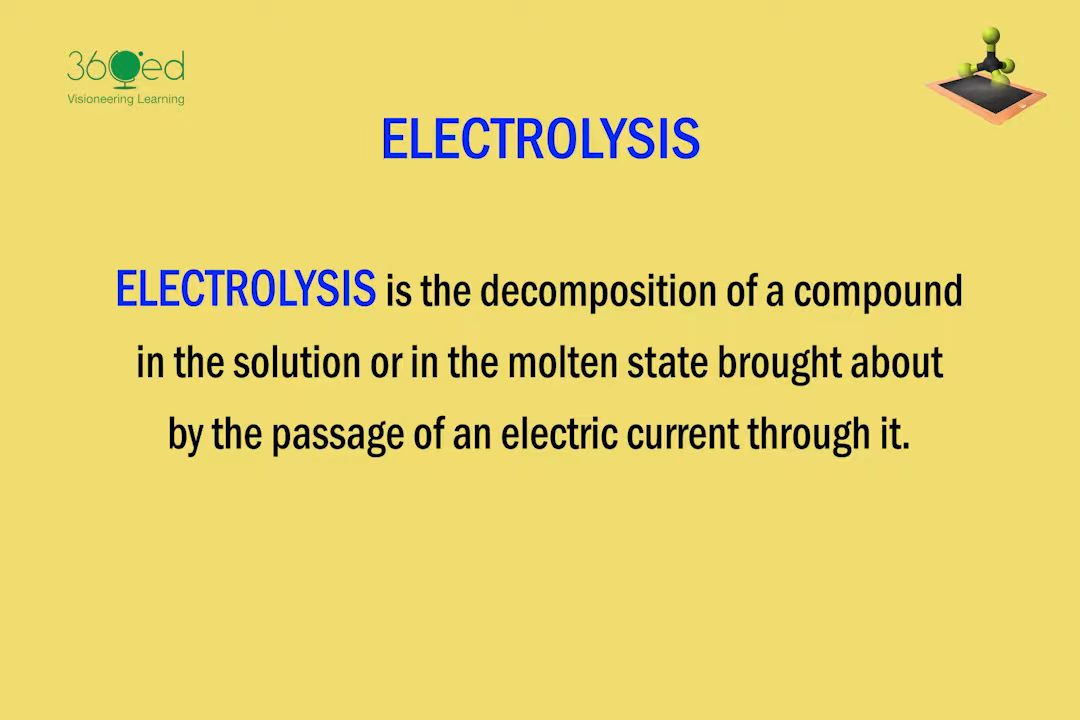 360ed
Visioneering Learning
ELECTROLYSIS
ELECTROLYSIS is the decomposition of a compound
in the solution or in the molten state brought about
by the passage of an electric current through it.